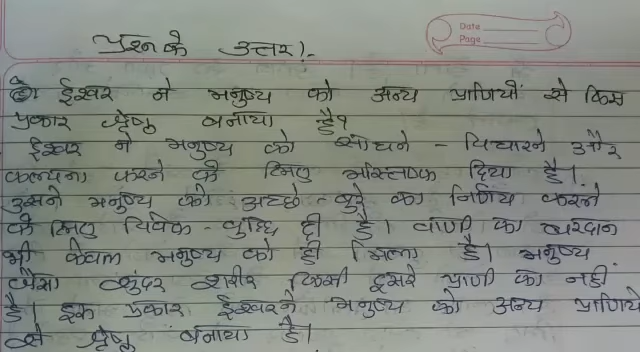 Date
Page
प्रश्न के उत्तर।-
ईश्वर ने मनुष्य को अन्य प्राणियों से किस
प्रकार श्रेष्ठ बनाया है?
ईश्वर ने मनुष्य को सोचने - विचारने और
कल्पना करने के लिए मस्तिष्क दिया है।
उसने मनुष्य को अच्छे - बुरे का निर्णय करने
के लिए विवेक - बुद्धि दी है। वाणी का वरदान
भी केवल मनुष्य को ही मिला है। मनुष्य
जैसा सुंदर शरीर किसी दूसरे प्राणी का नहीं
है। इस प्रकार ईश्वर ने मनुष्य को अन्य प्राणियों
से श्रेष्ठ बनाया है।